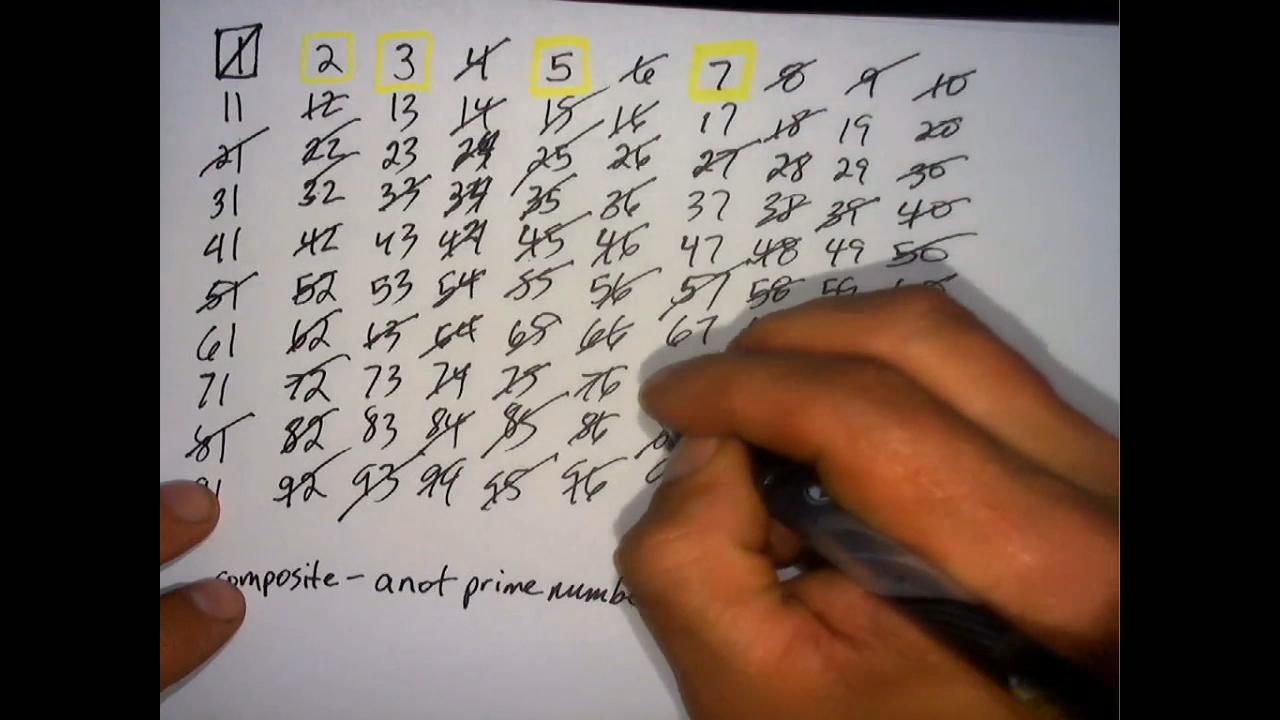 1 2 3 4 5 6 7 8 9 10
11 12 13 14 15 16 17 18 19 20
21 22 23 24 25 26 27 28 29 30
31 32 33 34 35 36 37 38 39 40
41 42 43 44 45 46 47 48 49 50
51 52 53 54 55 56 57 58 59
61 62 63 64 65 66 67
71 72 73 74 75 76
81 82 83 84 85 86
92 93 94 95 96
composite - a not prime